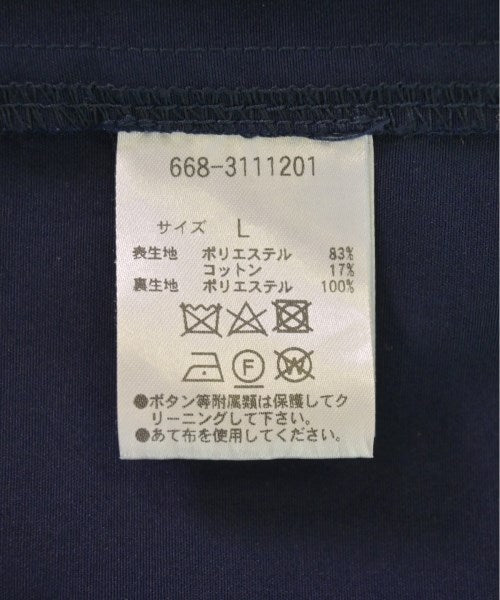 668-3111201
サイズ L
表生地 ポリエステル 83%
コットン 17%
裏生地 ポリエステル 100%
F W
●ボタン等附属類は保護してク
リーニングして下さい。
●あて布を使用してください。